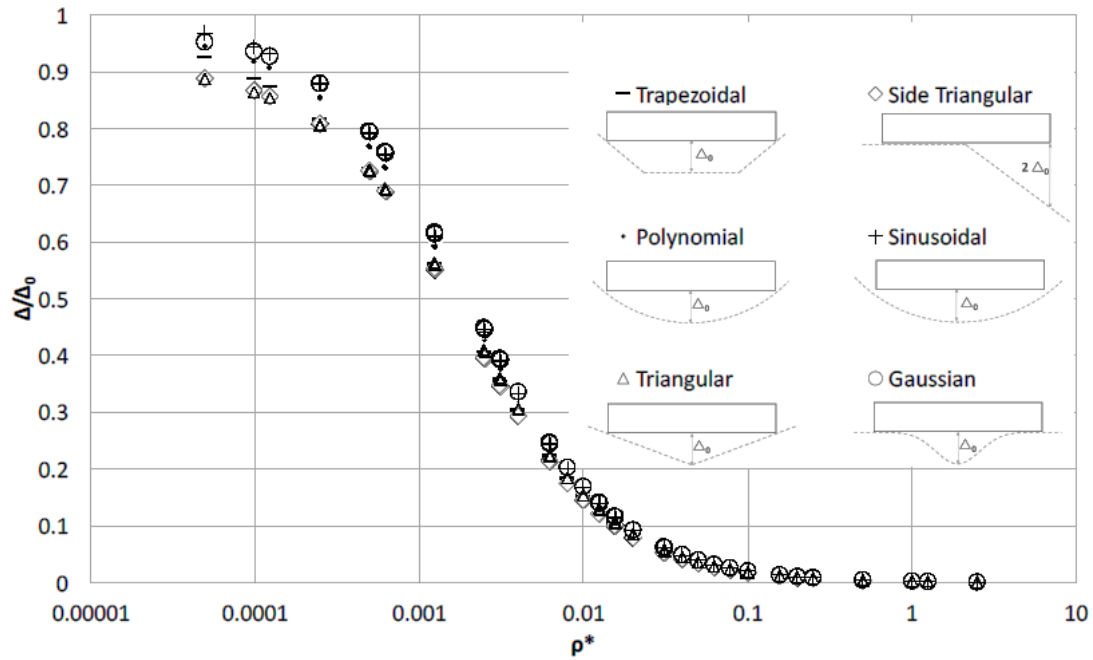 1
0.9
0.8
0.7
0.6
0.5
0.4
0.3
0.2
0.1
0
Δ/Δ₀
Trapezoidal
Side Triangular
Δ₀
2 Δ₀
Polynomial
Sinusoidal
Δ₀
Δ₀
Triangular
Gaussian
Δ₀
Δ₀
0.00001
0.0001
0.001
0.01
0.1
1
10
ρ*